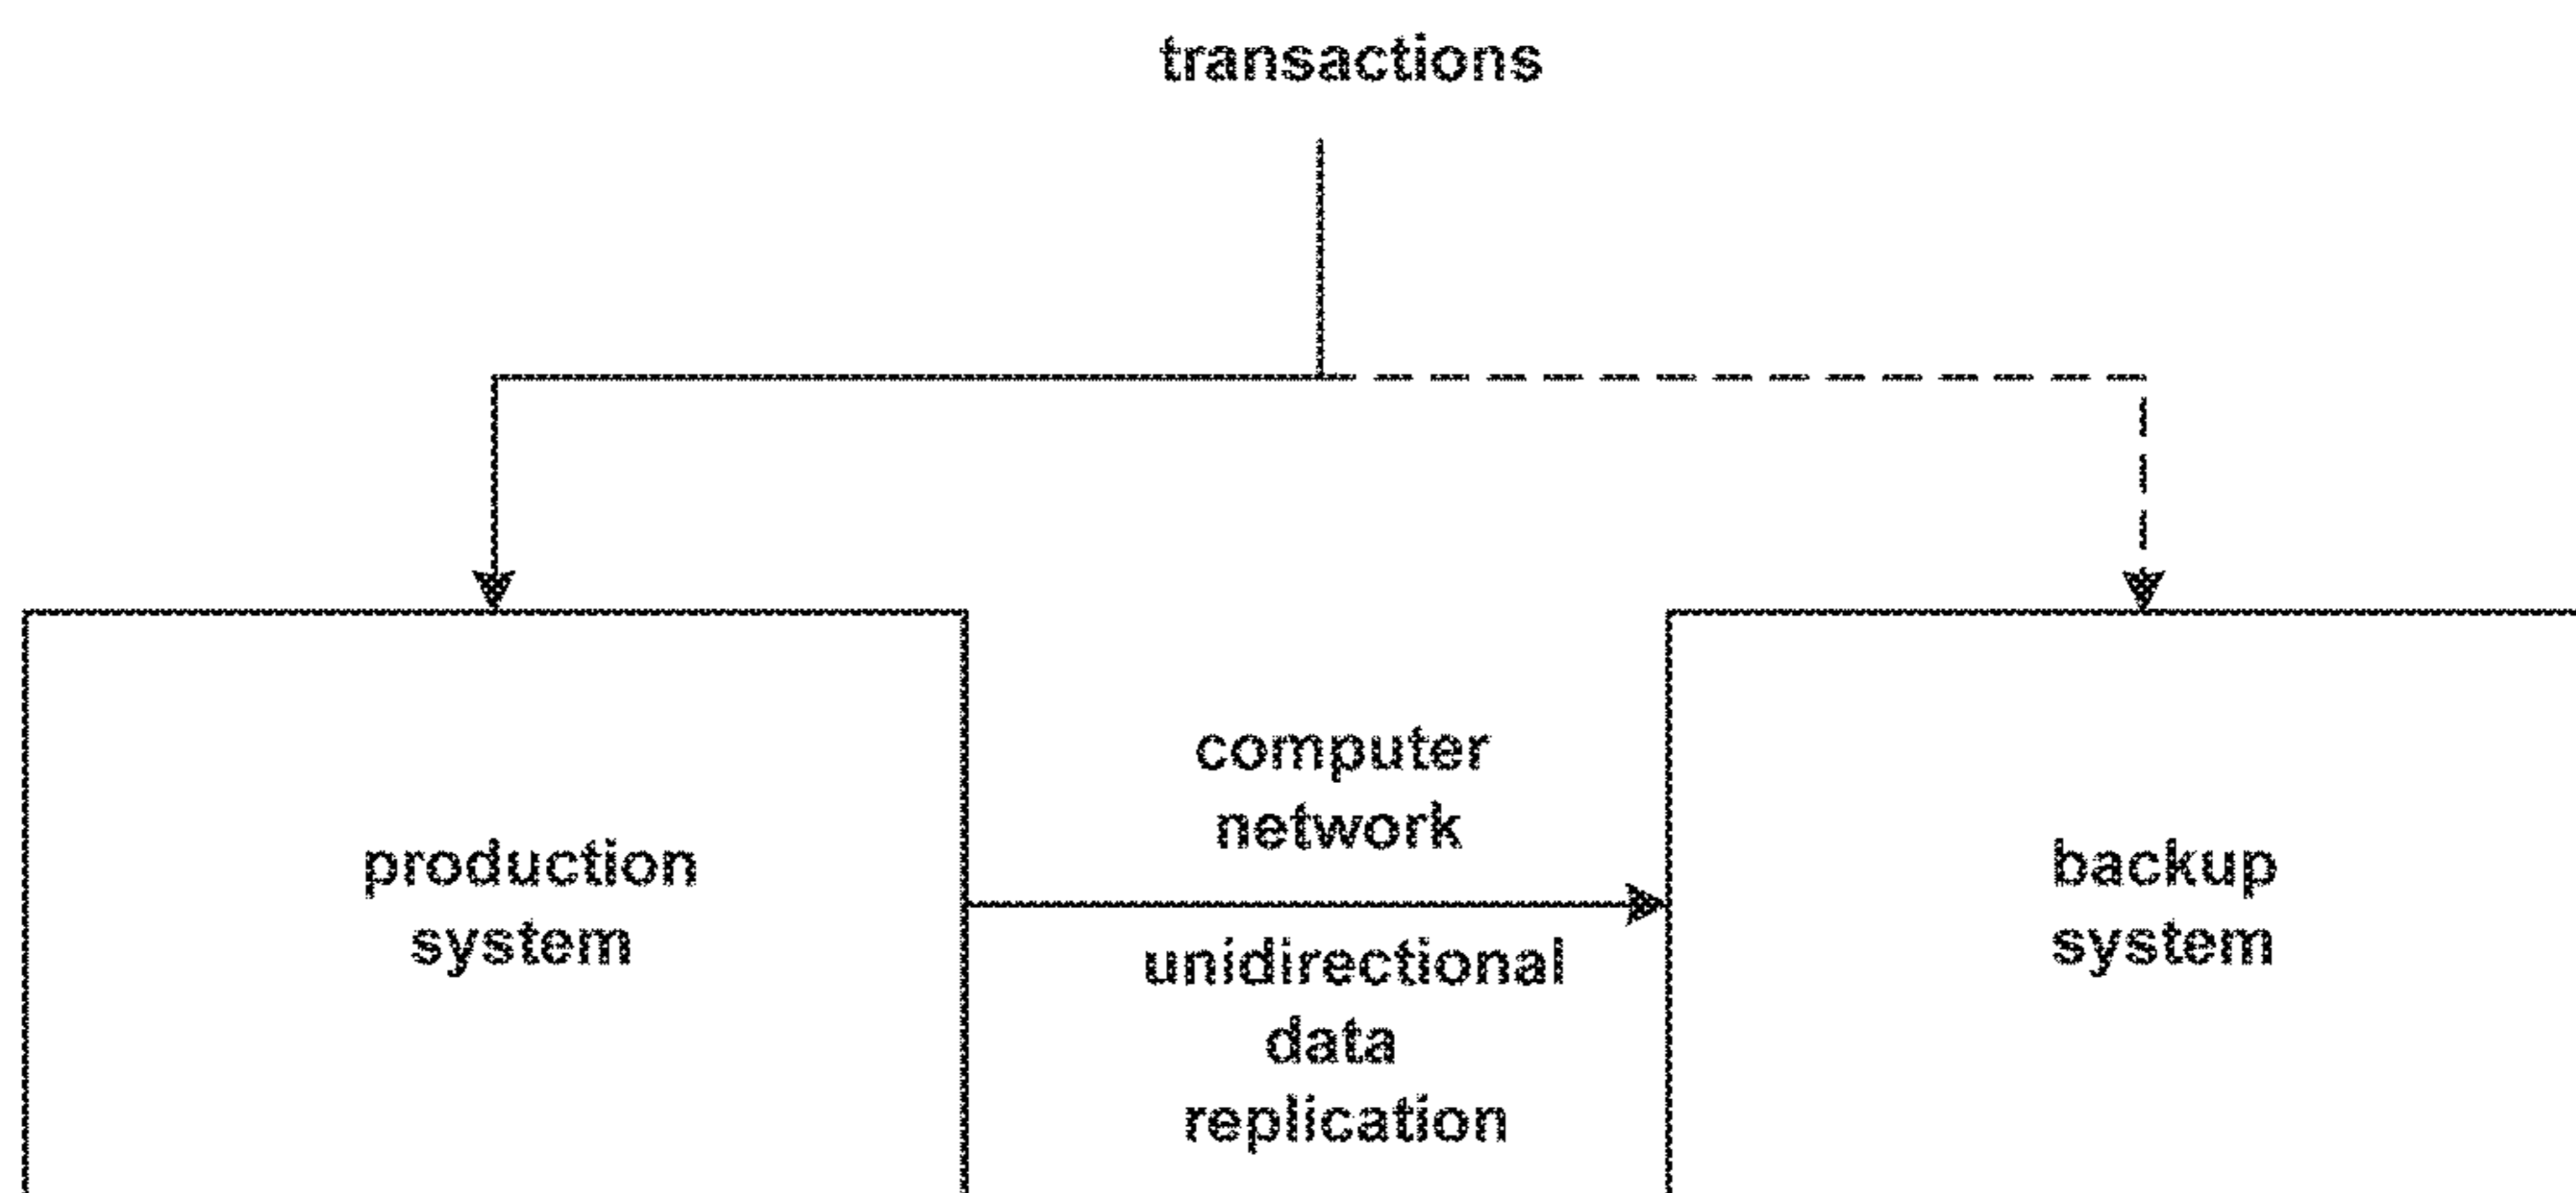 transactions
computer
network
production
system
backup
system
unidirectional
data
replication